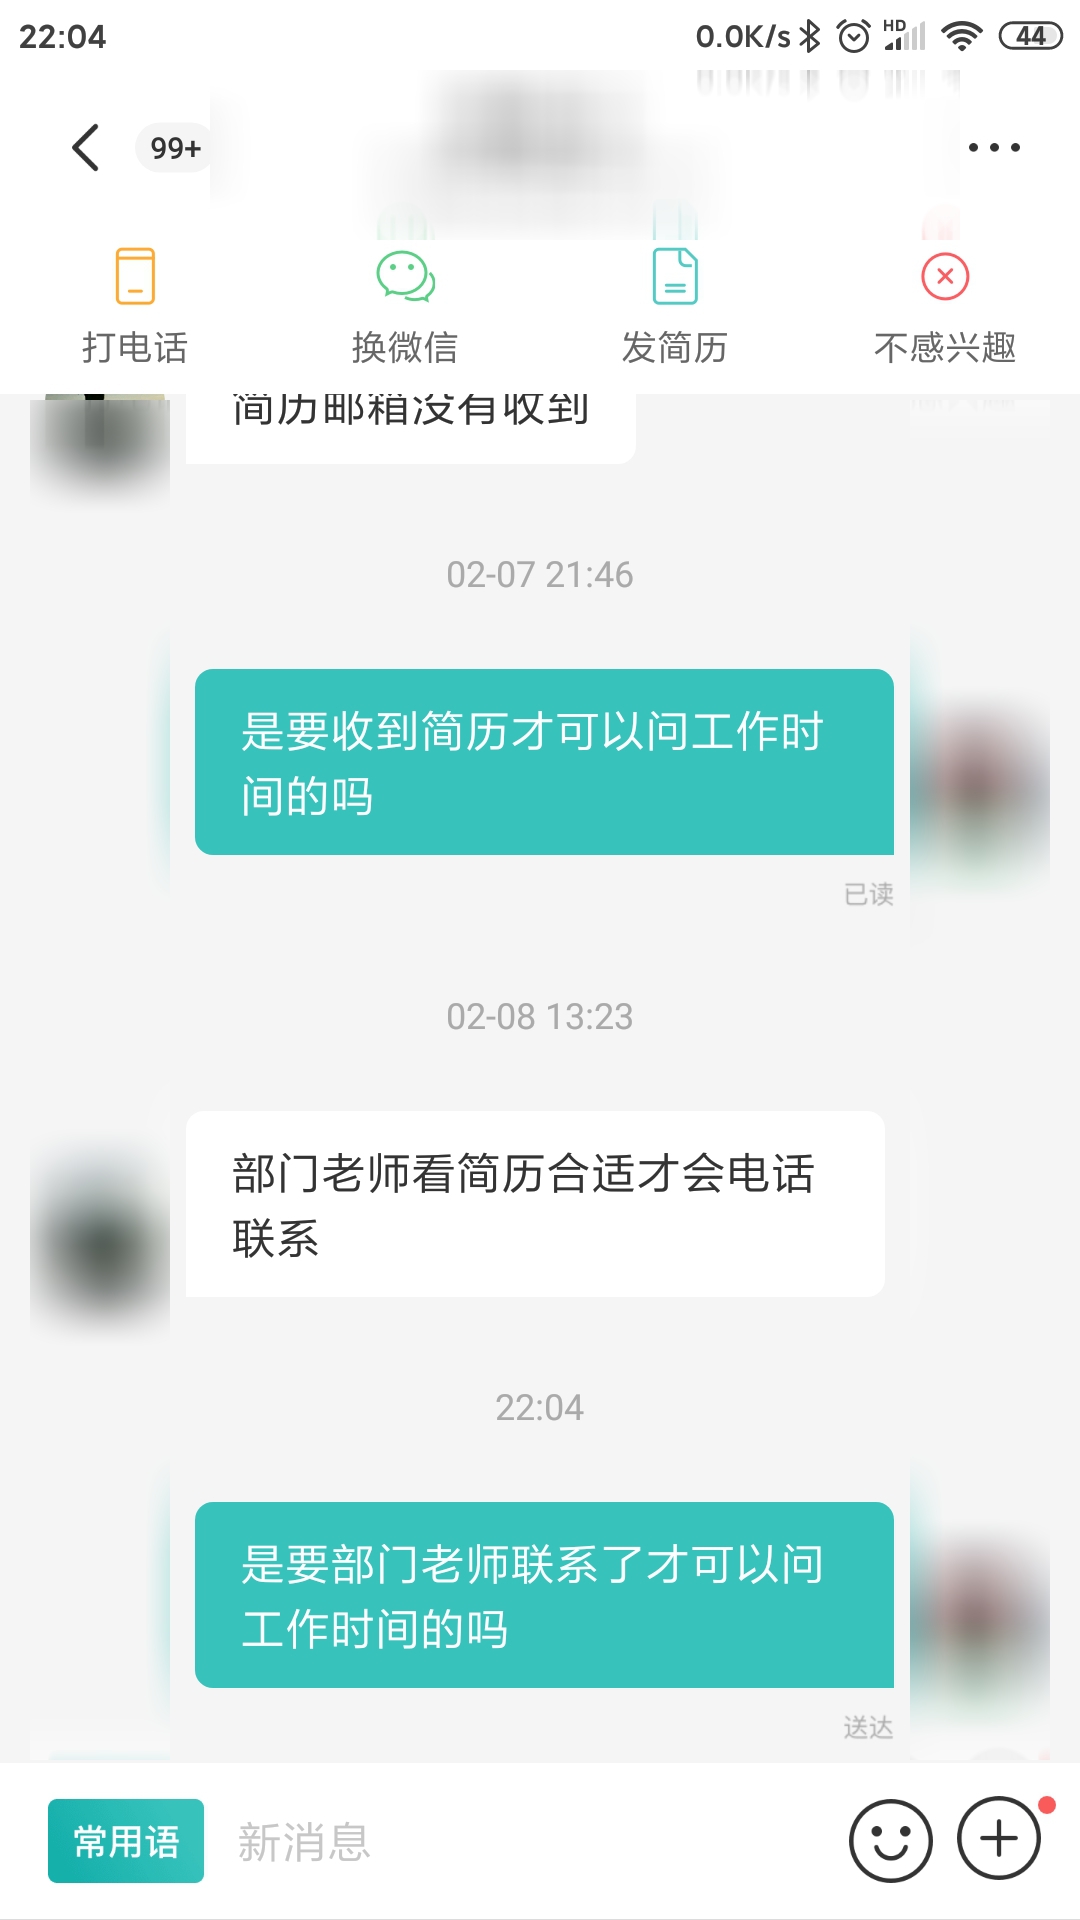 22:04 0.0K/s HD 44
99+
打电话 换微信 发简历 不感兴趣
简历邮箱没有收到
02-07 21:46
是要收到简历才可以问工作时
间的吗
已读
02-08 13:23
部门老师看简历合适才会电话
联系
22:04
是要部门老师联系了才可以问
工作时间的吗
送达
常用语 新消息